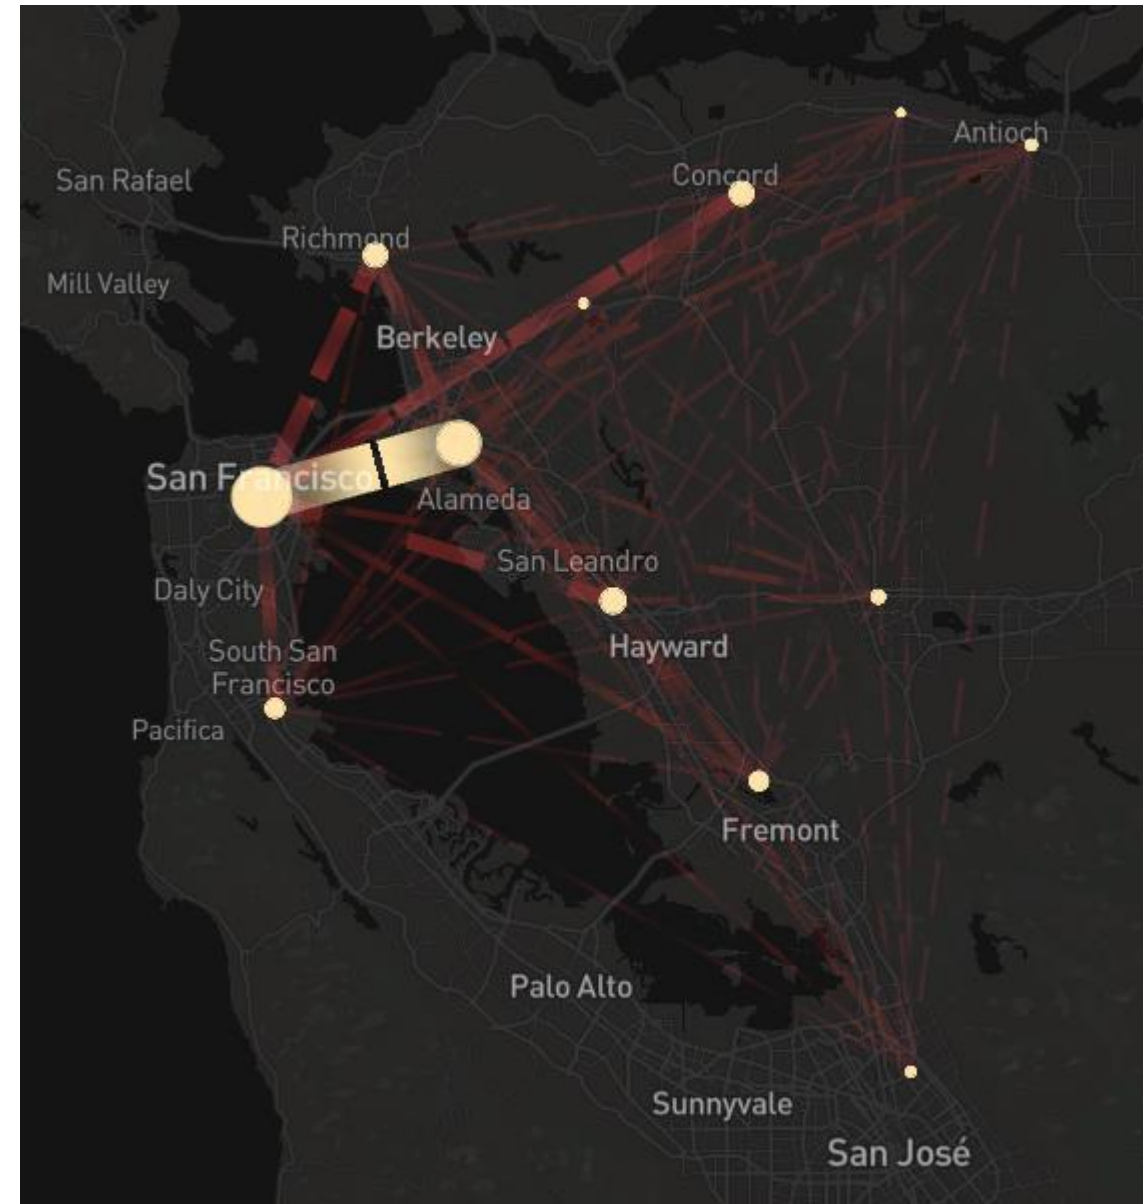 Antioch
Concord
San Rafael
Richmond
Mill Valley
Berkeley
San Francisco
Alameda
San Leandro
Daly City
Hayward
South San
Francisco
Pacifica
Fremont
Palo Alto
Sunnyvale
San José